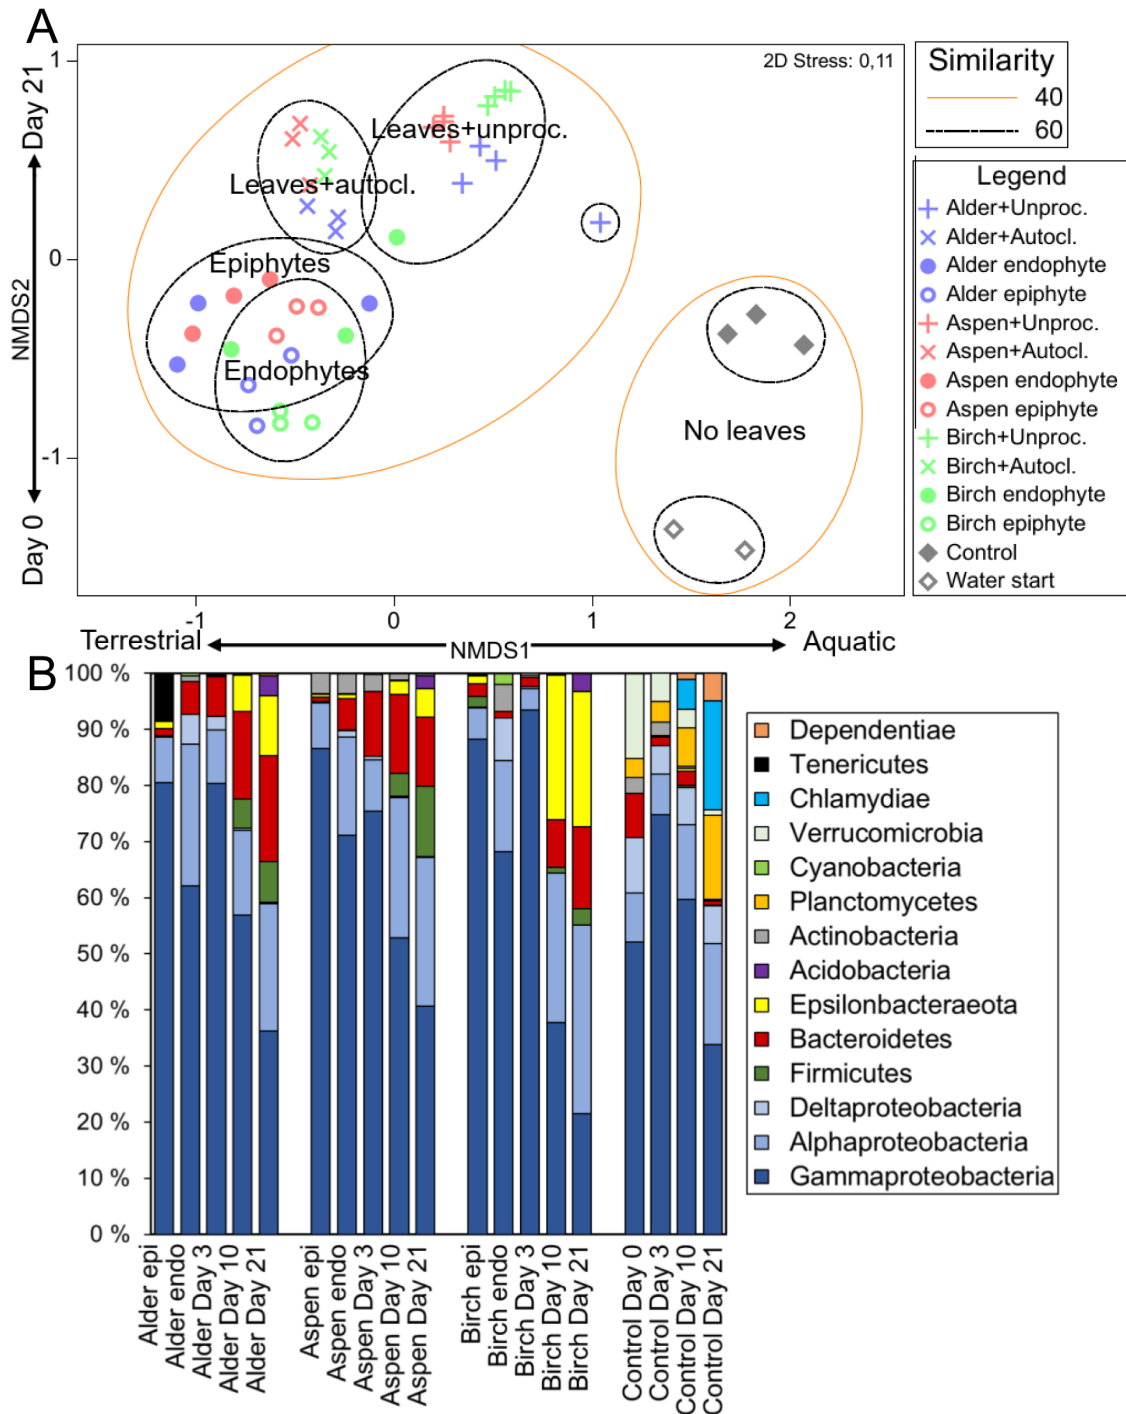 A
2D Stress: 0,11
Day 21
NMDS2
Day 0
1
0
-1
Leaves+unproc.
Leaves+autocl.
Epiphytes
Endophytes
No leaves
-1
0
1
2
Terrestrial
NMDS1
Aquatic
Similarity
40
60
Legend
Alder+Unproc.
Alder+Autocl.
Alder endophyte
Alder epiphyte
Aspen+Unproc.
Aspen+Autocl.
Aspen endophyte
Aspen epiphyte
Birch+Unproc.
Birch+Autocl.
Birch endophyte
Birch epiphyte
Control
Water start
B
100 %
90 %
80 %
70 %
60 %
50 %
40 %
30 %
20 %
10 %
0 %
Alder epi
Alder endo
Alder Day 3
Alder Day 10
Alder Day 21
Aspen epi
Aspen endo
Aspen Day 3
Aspen Day 10
Aspen Day 21
Birch epi
Birch endo
Birch Day 3
Birch Day 10
Birch Day 21
Control Day 0
Control Day 3
Control Day 10
Control Day 21
Dependentiae
Tenericutes
Chlamydiae
Verrucomicrobia
Cyanobacteria
Planctomycetes
Actinobacteria
Acidobacteria
Epsilonbacteraeota
Bacteroidetes
Firmicutes
Deltaproteobacteria
Alphaproteobacteria
Gammaproteobacteria